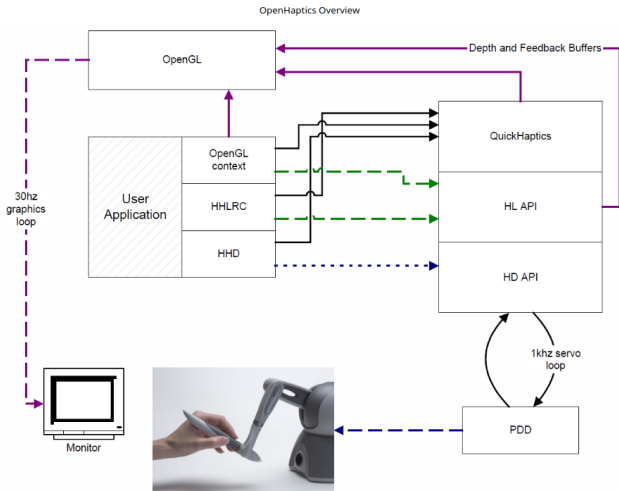 OpenHaptics Overview
OpenGL
Depth and Feedback Buffers
OpenGL
context
QuickHaptics
User
Application
HHLRC
HL API
30hz
graphics
loop
HHD
HD API
1khz servo
loop
PDD
Monitor